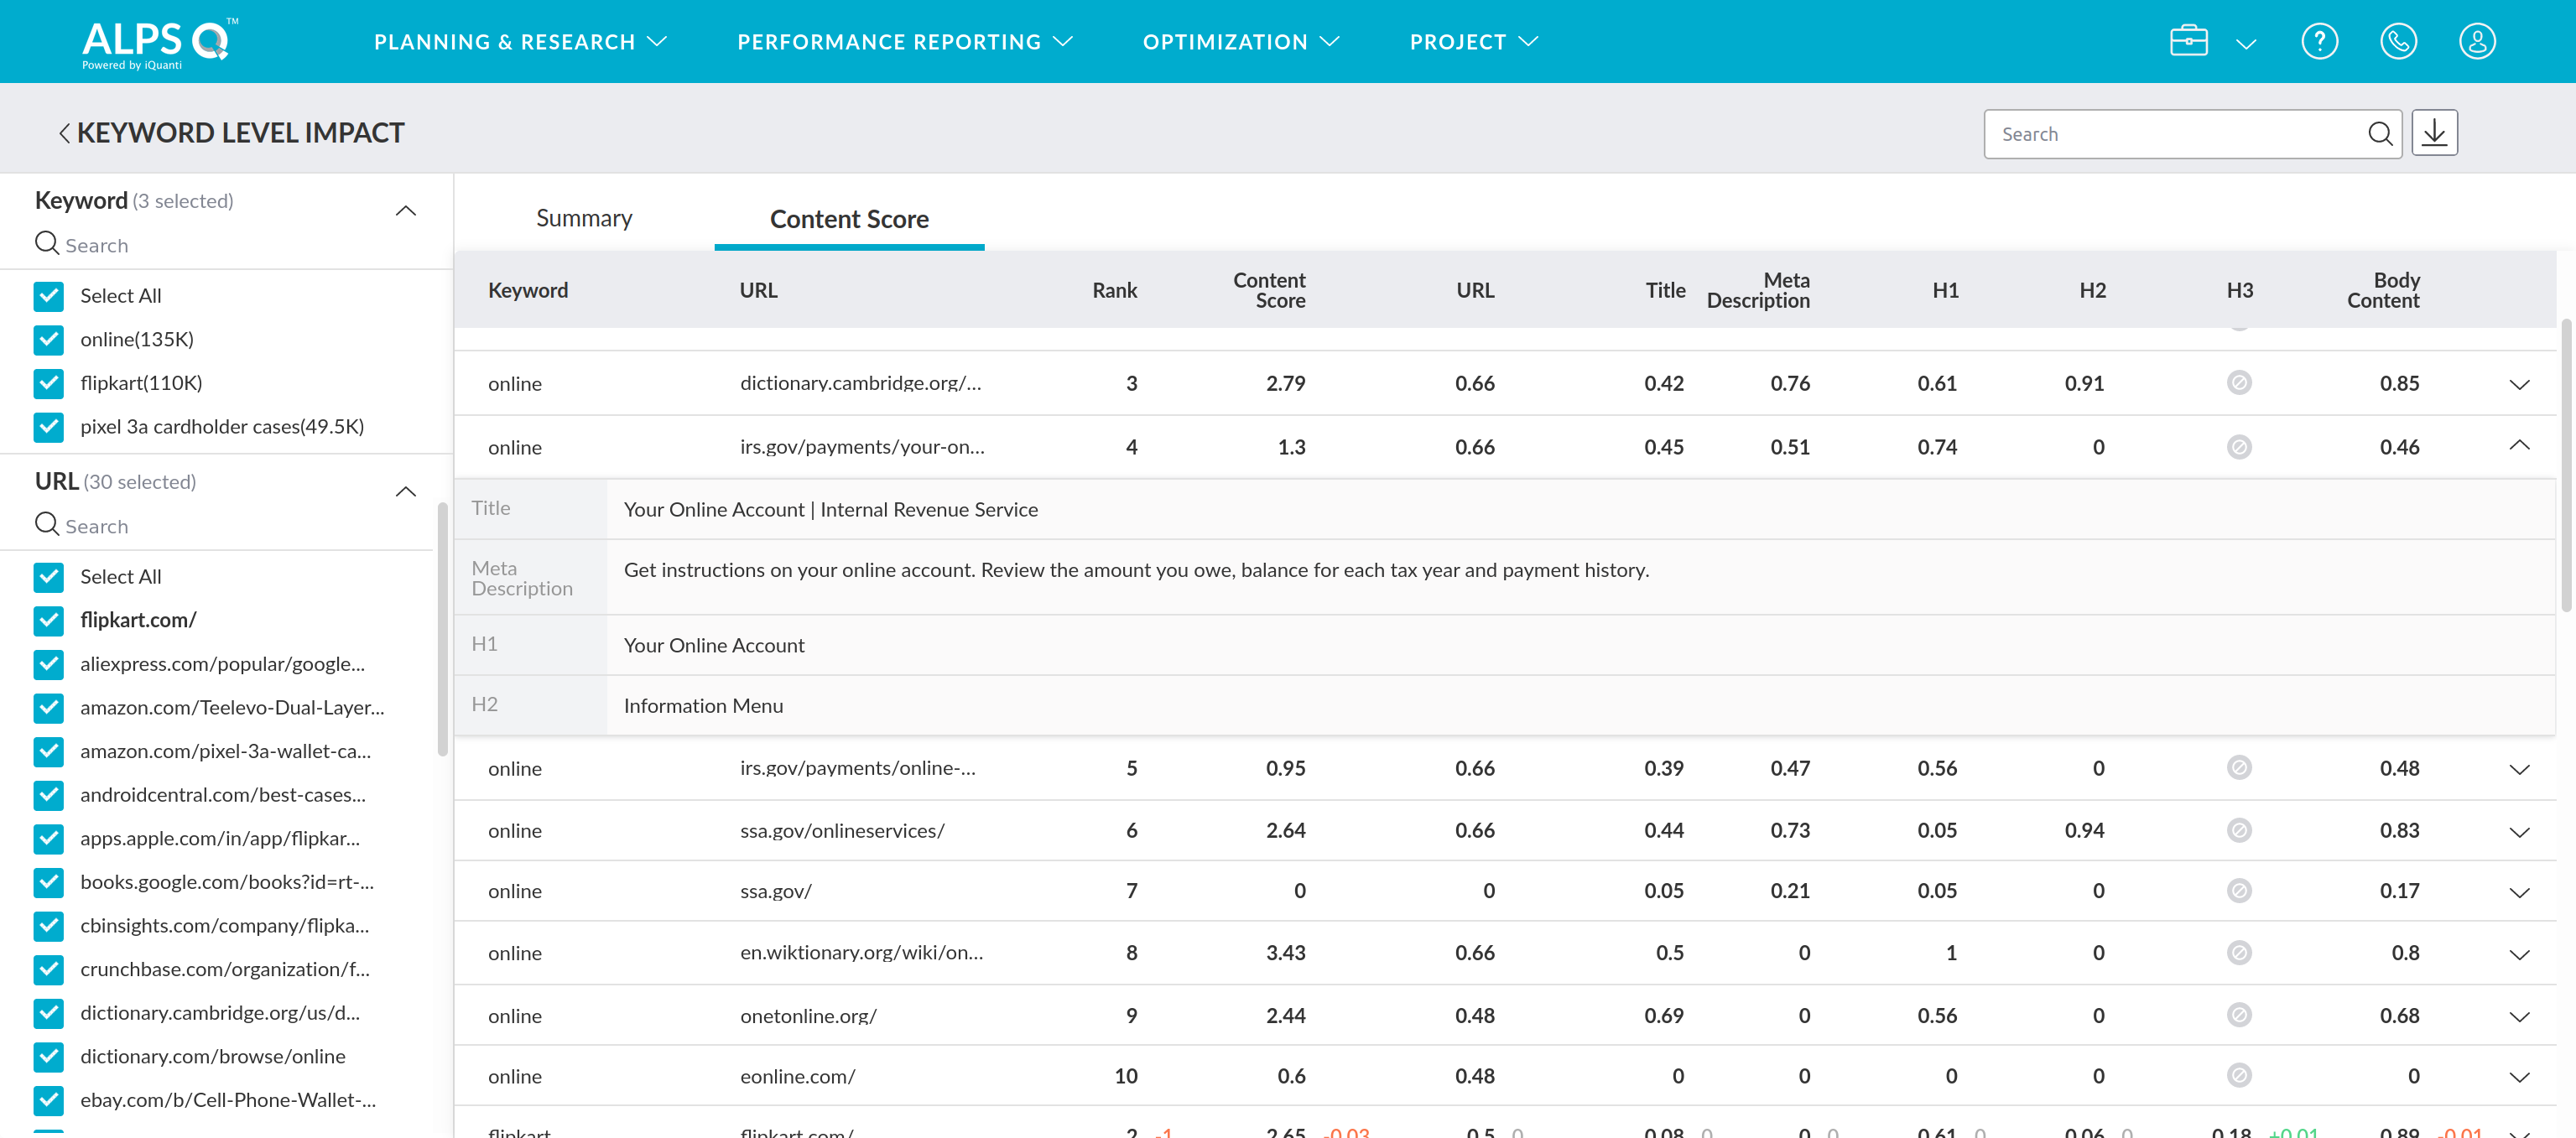 ALPS Q™
Powered by iQuanti
PLANNING & RESEARCH
PERFORMANCE REPORTING
OPTIMIZATION
PROJECT
KEYWORD LEVEL IMPACT
Search
Keyword (3 selected)
Search
Select All
online(135K)
flipkart(110K)
pixel 3a cardholder cases(49.5K)
URL (30 selected)
Search
Select All
flipkart.com/
aliexpress.com/popular/google...
amazon.com/Teelevo-Dual-Layer...
amazon.com/pixel-3a-wallet-ca...
androidcentral.com/best-cases...
apps.apple.com/in/app/flipkar...
books.google.com/books?id=rt-...
cbinsights.com/company/flipka...
crunchbase.com/organization/f...
dictionary.cambridge.org/us/d...
dictionary.com/browse/online
ebay.com/b/Cell-Phone-Wallet-...
Summary
Content Score
Keyword URL Rank Content Score URL Title Meta Description H1 H2 H3 Body Content
online dictionary.cambridge.org/... 3 2.79 0.66 0.42 0.76 0.61 0.91 0.85
online irs.gov/payments/your-on... 4 1.3 0.66 0.45 0.51 0.74 0 0.46
Title Your Online Account | Internal Revenue Service
Meta Description Get instructions on your online account. Review the amount you owe, balance for each tax year and payment history.
H1 Your Online Account
H2 Information Menu
online irs.gov/payments/online-... 5 0.95 0.66 0.39 0.47 0.56 0 0.48
online ssa.gov/onlineservices/ 6 2.64 0.66 0.44 0.73 0.05 0.94 0.83
online ssa.gov/ 7 0 0 0.05 0.21 0.05 0 0.17
online en.wiktionary.org/wiki/on... 8 3.43 0.66 0.5 0 1 0 0.8
online onetonline.org/ 9 2.44 0.48 0.69 0 0.56 0 0.68
online eonline.com/ 10 0.6 0.48 0 0 0 0 0
flipkart flipkart.com/ 2 -1 2.65 -0.03 0.5 0 0.08 0 0 0 0.61 0 0.06 0 0.18 +0.01 0.89 -0.01